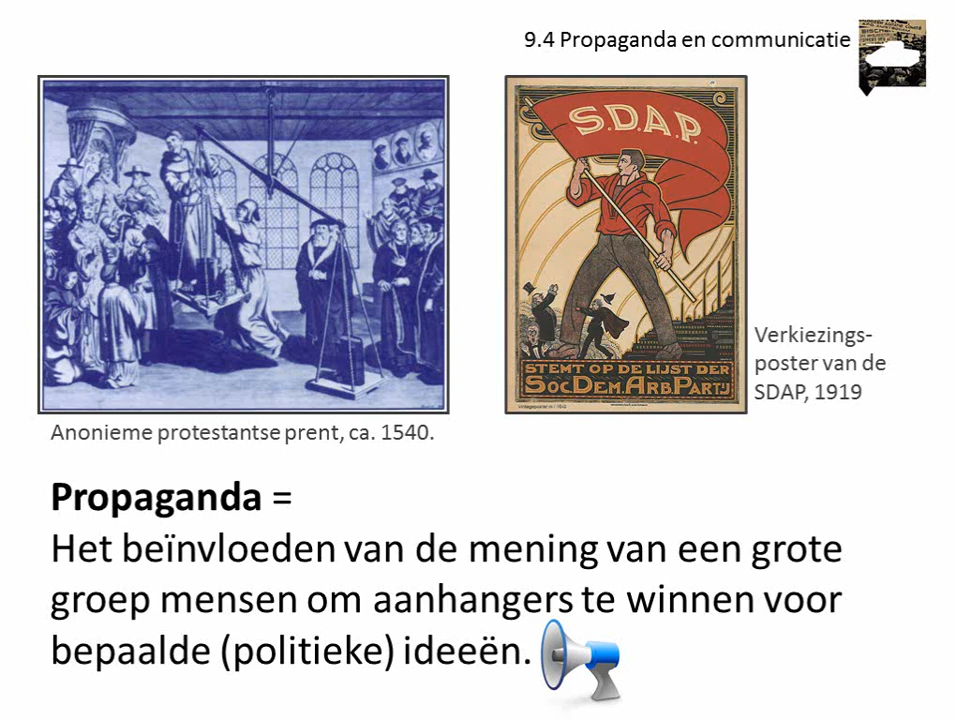 9.4 Propaganda en communicatie
S.D.A.P.
STEMT OP DE LIJST DER
SOC. DEM. ARB. PARTIJ
Verkiezings-
poster van de
SDAP, 1919
Anonieme protestantse prent, ca. 1540.
Propaganda =
Het beïnvloeden van de mening van een grote
groep mensen om aanhangers te winnen voor
bepaalde (politieke) ideeën.